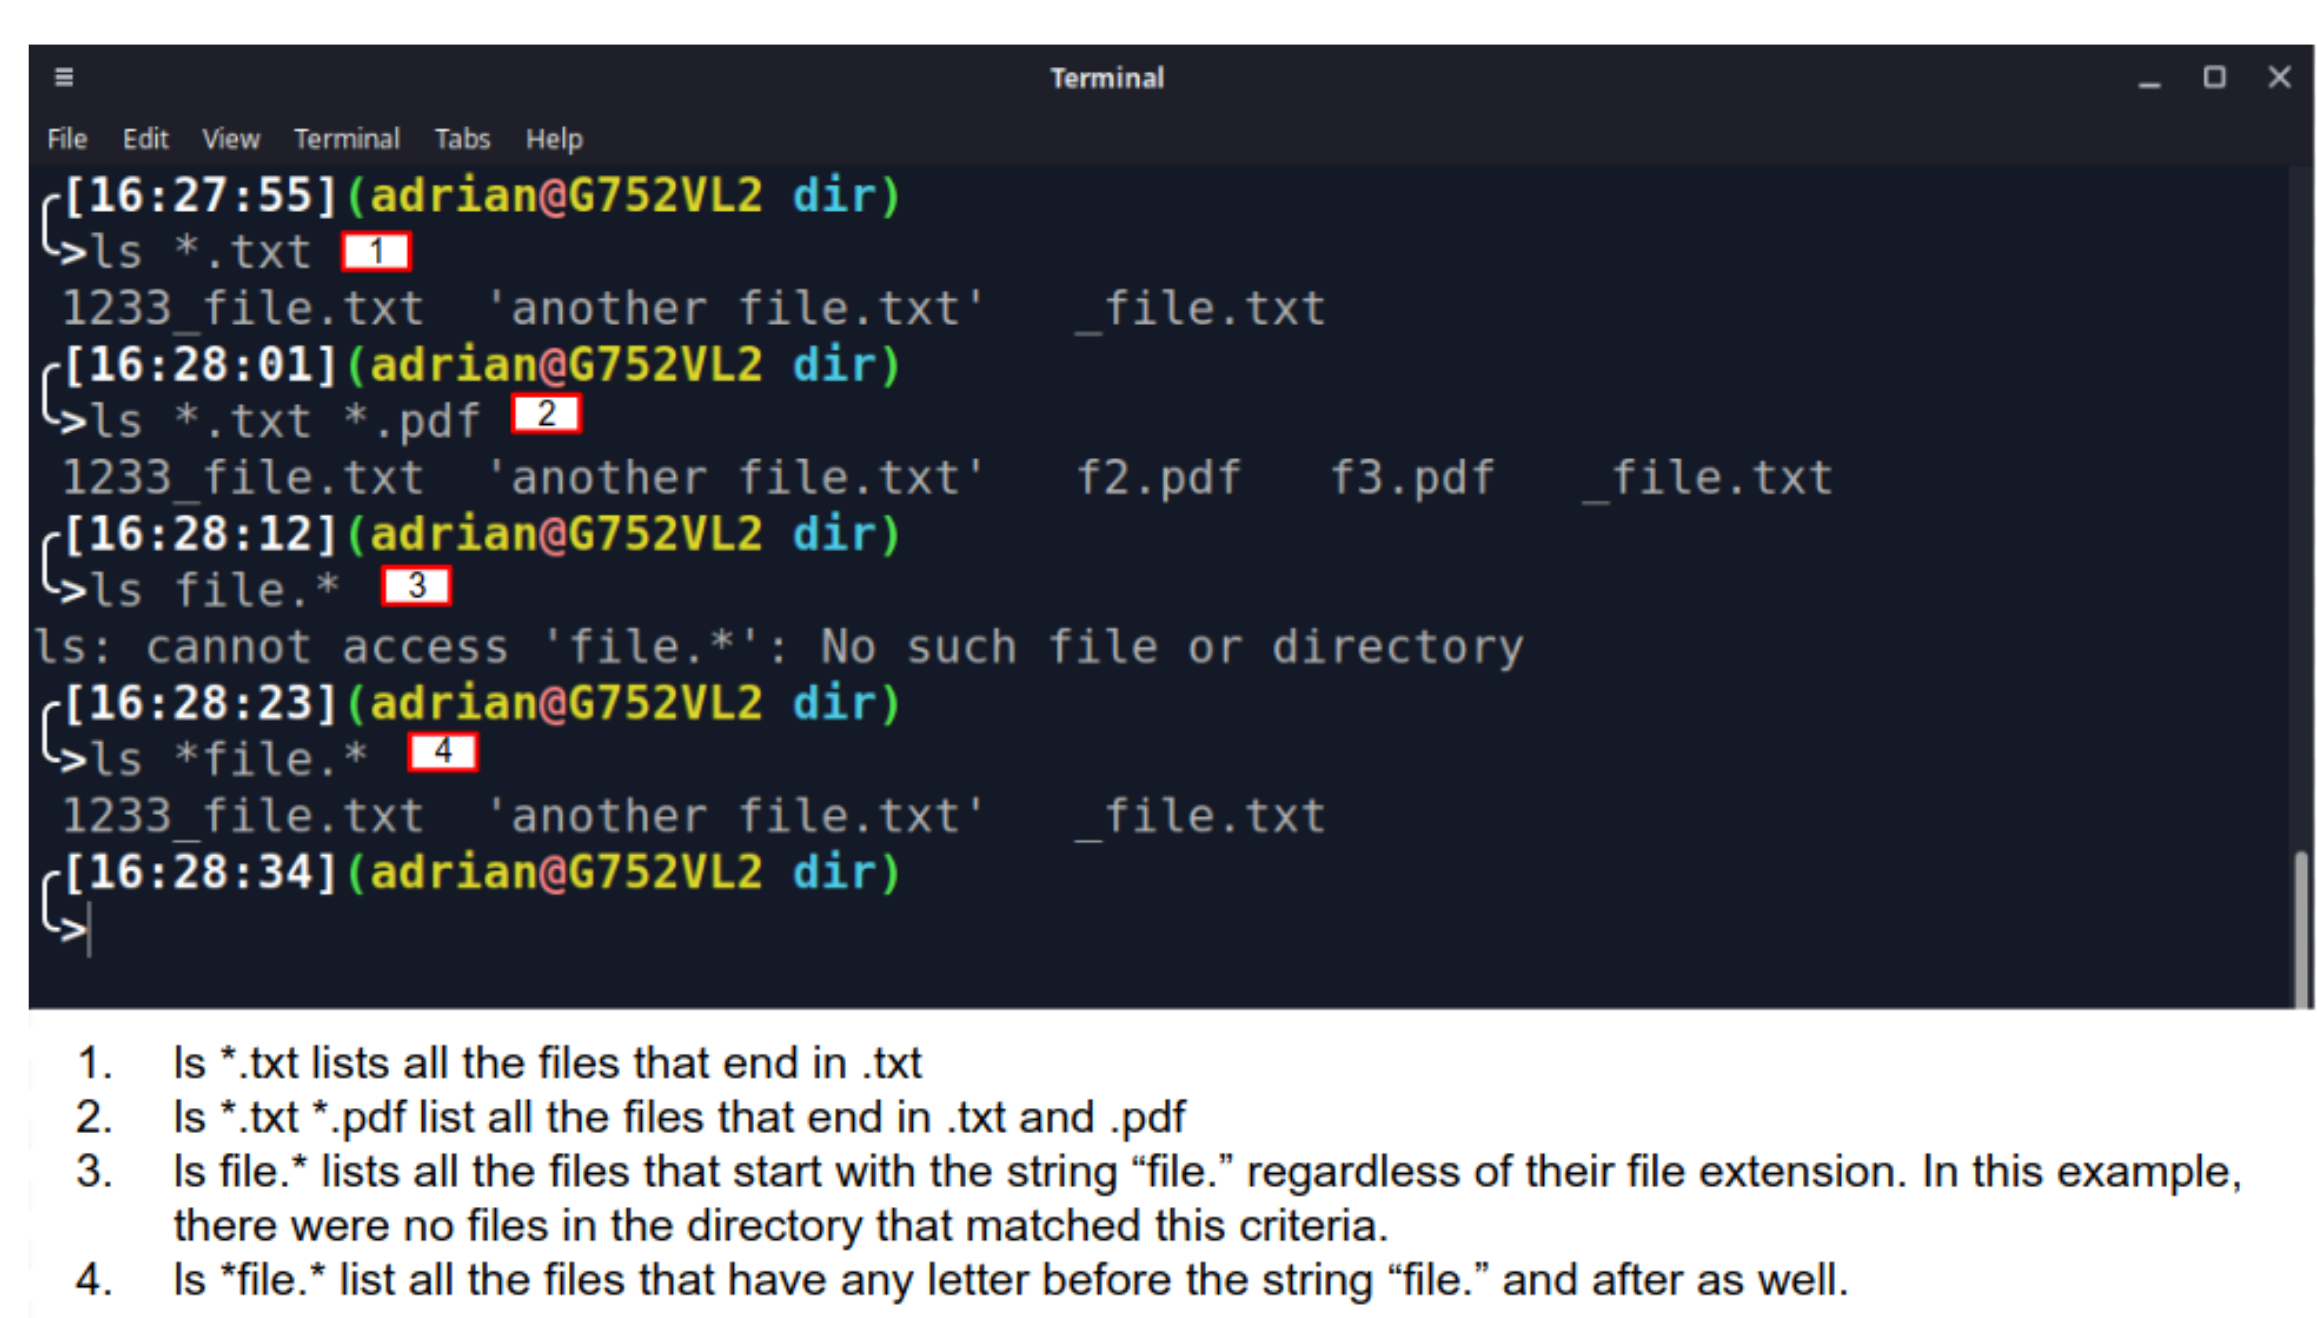 Terminal
File Edit View Terminal Tabs Help
[16:27:55](adrian@G752VL2 dir)
>ls *.txt 1
1233_file.txt 'another file.txt' _file.txt
[16:28:01](adrian@G752VL2 dir)
>ls *.txt *.pdf 2
1233_file.txt 'another file.txt' f2.pdf f3.pdf _file.txt
[16:28:12](adrian@G752VL2 dir)
>ls file.* 3
ls: cannot access 'file.*': No such file or directory
[16:28:23](adrian@G752VL2 dir)
>ls *file.* 4
1233_file.txt 'another file.txt' _file.txt
[16:28:34](adrian@G752VL2 dir)
>
1. ls *.txt lists all the files that end in .txt
2. ls *.txt *.pdf list all the files that end in .txt and .pdf
3. ls file.* lists all the files that start with the string “file.” regardless of their file extension. In this example,
there were no files in the directory that matched this criteria.
4. ls *file.* list all the files that have any letter before the string “file.” and after as well.